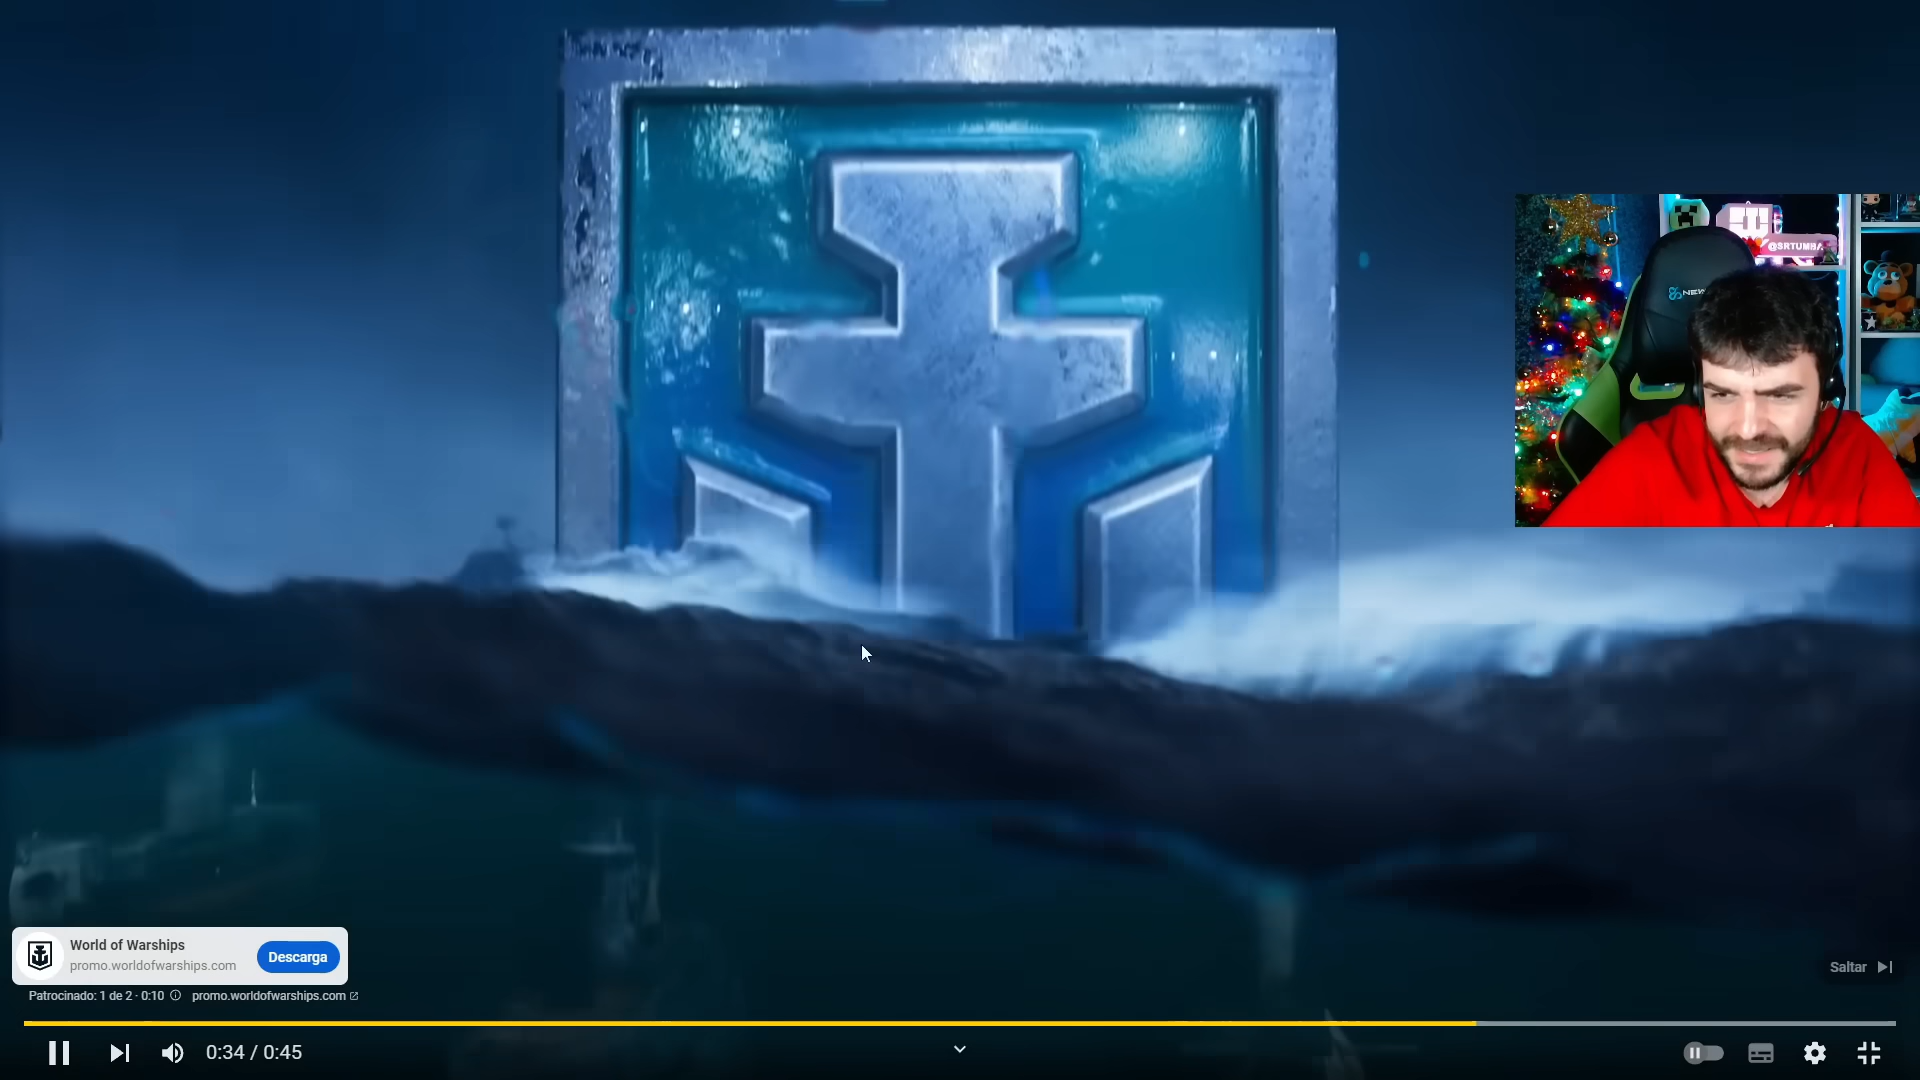 NEW
@SRTUMBA
World of Warships
promo.worldofwarships.com
Descarga
Patrocinado: 1 de 2 · 0:10
promo.worldofwarships.com
Saltar
0:34 / 0:45